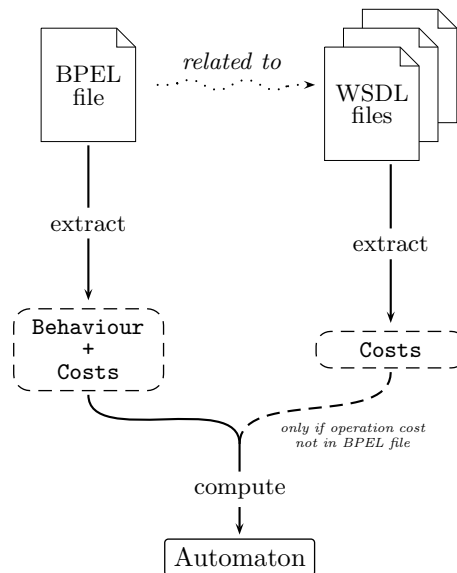 BPEL
file
related to
WSDL
files
extract
extract
Behaviour
+
Costs
Costs
only if operation cost
not in BPEL file
compute
Automaton